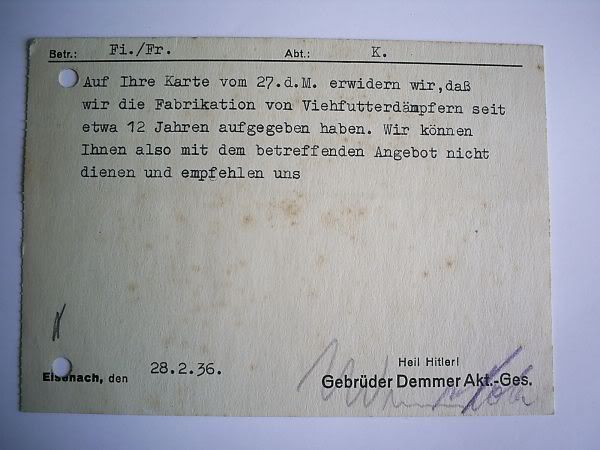 Betr.: Fi./Fr. Abt.: K.
Auf Ihre Karte vom 27.d.M. erwidern wir,daß
wir die Fabrikation von Viehfutterdämpfern seit
etwa 12 Jahren aufgegeben haben. Wir können
Ihnen also mit dem betreffenden Angebot nicht
dienen und empfehlen uns
Heil Hitler!
Eisenach, den 28.2.36. Gebrüder Demmer Akt.-Ges.